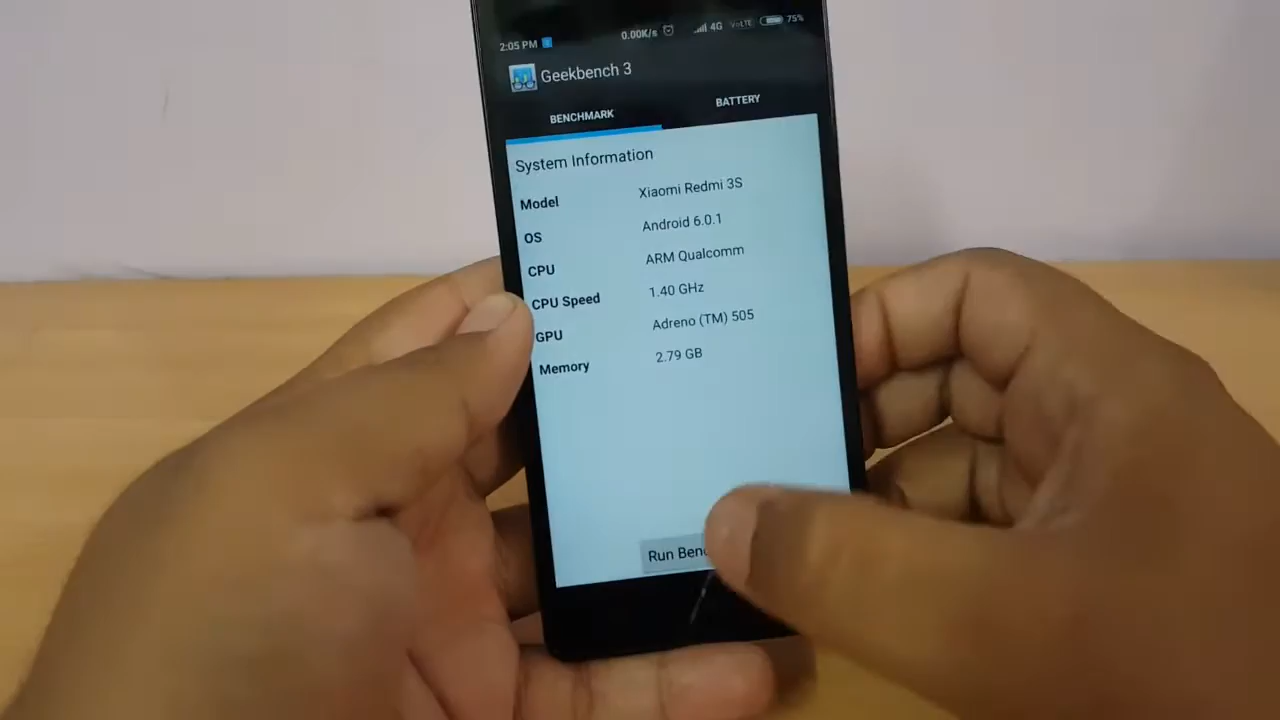 2:05 PM 0.00K/s 4G VoLTE 75%
Geekbench 3
BENCHMARK BATTERY
System Information
Model Xiaomi Redmi 3S
OS Android 6.0.1
CPU ARM Qualcomm
CPU Speed 1.40 GHz
GPU Adreno (TM) 505
Memory 2.79 GB
Run